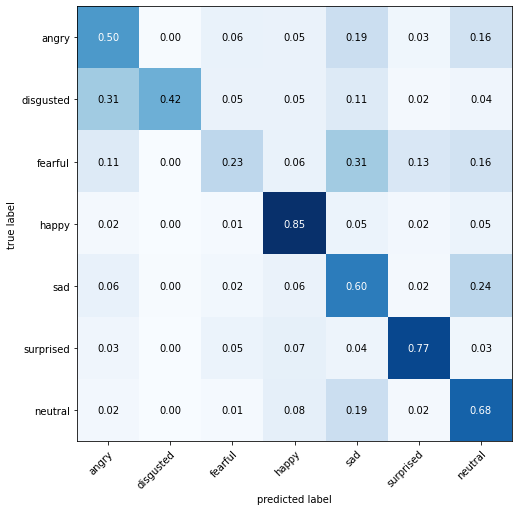 true label
angry 0.50 0.00 0.06 0.05 0.19 0.03 0.16
disgusted 0.31 0.42 0.05 0.05 0.11 0.02 0.04
fearful 0.11 0.00 0.23 0.06 0.31 0.13 0.16
happy 0.02 0.00 0.01 0.85 0.05 0.02 0.05
sad 0.06 0.00 0.02 0.06 0.60 0.02 0.24
surprised 0.03 0.00 0.05 0.07 0.04 0.77 0.03
neutral 0.02 0.00 0.01 0.08 0.19 0.02 0.68
angry disgusted fearful happy sad surprised neutral
predicted label